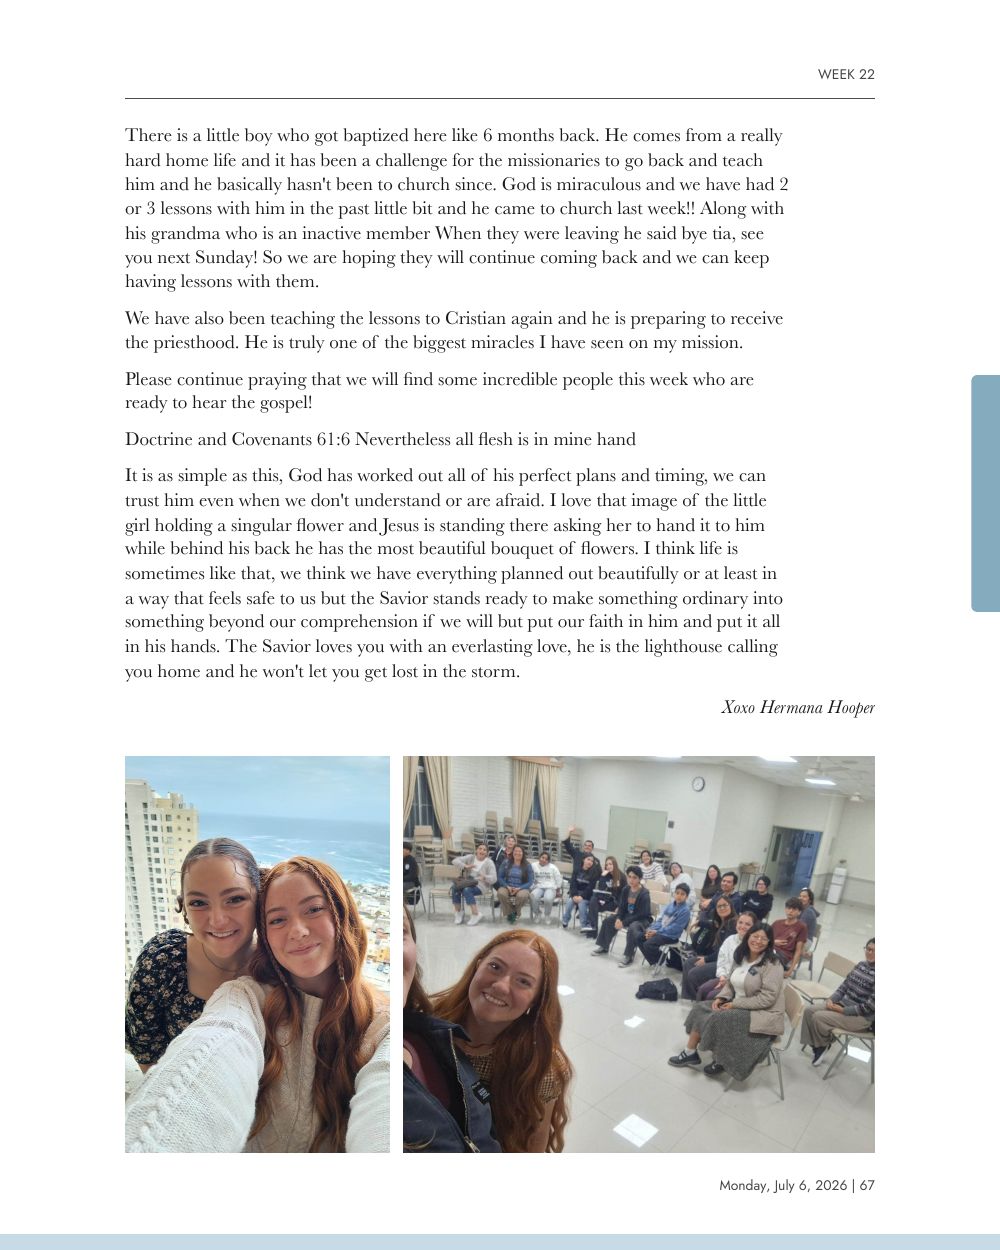 WEEK 22
There is a little boy who got baptized here like 6 months back. He comes from a really
hard home life and it has been a challenge for the missionaries to go back and teach
him and he basically hasn't been to church since. God is miraculous and we have had 2
or 3 lessons with him in the past little bit and he came to church last week!! Along with
his grandma who is an inactive member When they were leaving he said bye tia, see
you next Sunday! So we are hoping they will continue coming back and we can keep
having lessons with them.
We have also been teaching the lessons to Cristian again and he is preparing to receive
the priesthood. He is truly one of the biggest miracles I have seen on my mission.
Please continue praying that we will find some incredible people this week who are
ready to hear the gospel!
Doctrine and Covenants 61:6 Nevertheless all flesh is in mine hand
It is as simple as this, God has worked out all of his perfect plans and timing, we can
trust him even when we don't understand or are afraid. I love that image of the little
girl holding a singular flower and Jesus is standing there asking her to hand it to him
while behind his back he has the most beautiful bouquet of flowers. I think life is
sometimes like that, we think we have everything planned out beautifully or at least in
a way that feels safe to us but the Savior stands ready to make something ordinary into
something beyond our comprehension if we will but put our faith in him and put it all
in his hands. The Savior loves you with an everlasting love, he is the lighthouse calling
you home and he won't let you get lost in the storm.
Xoxo Hermana Hooper
Monday, July 6, 2026 | 67